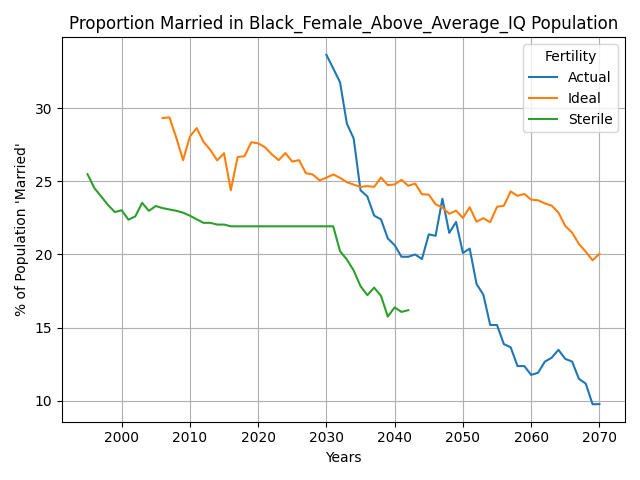 Proportion Married in Black_Female_Above_Average_IQ Population
Fertility
Actual
Ideal
Sterile
% of Population 'Married'
30
25
20
15
10
2000 2010 2020 2030 2040 2050 2060 2070
Years